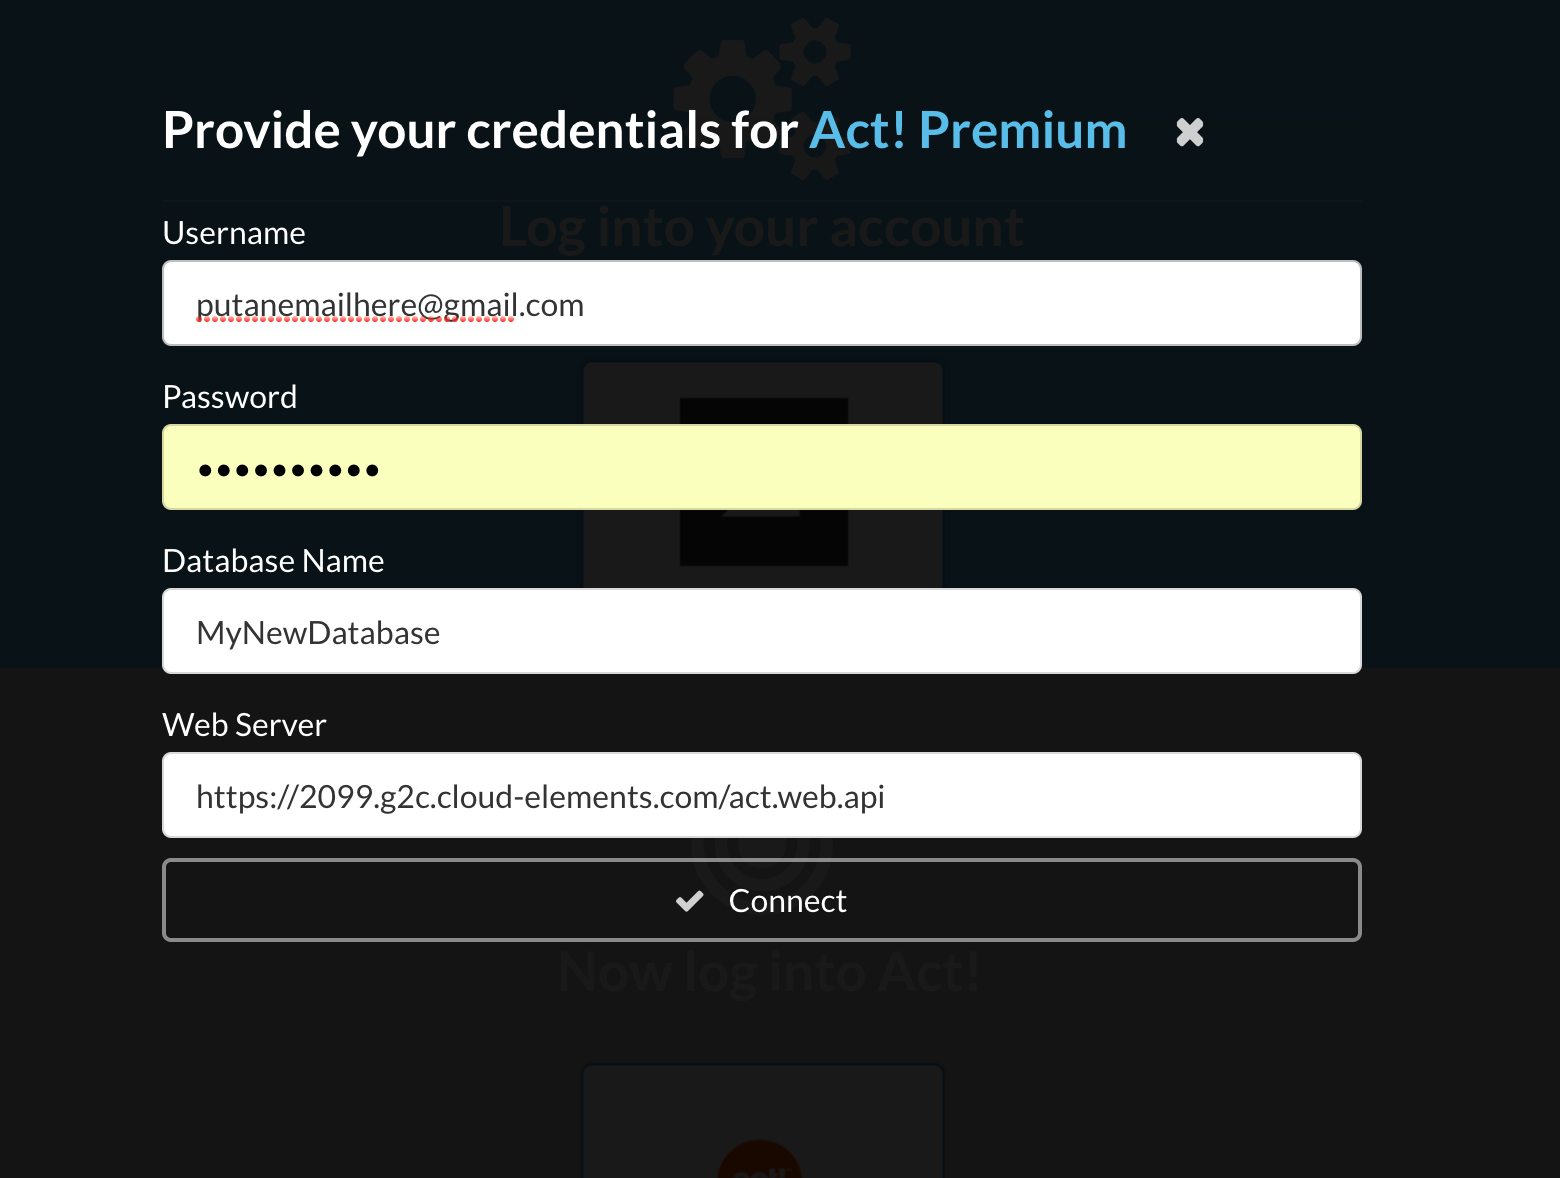 Provide your credentials for Act! Premium
Log into your account
Username
putanemailhere@gmail.com
Password
Database Name
MyNewDatabase
Web Server
https://2099.g2c.cloud-elements.com/act.web.api
Connect
Now log into Act!